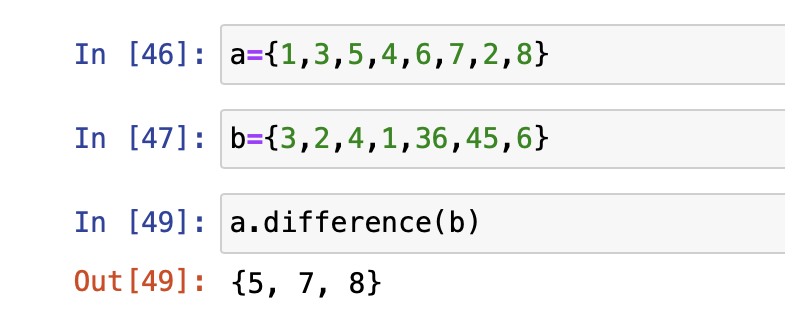 In [46]: a={1,3,5,4,6,7,2,8}
In [47]: b={3,2,4,1,36,45,6}
In [49]: a.difference(b)
Out[49]: {5, 7, 8}